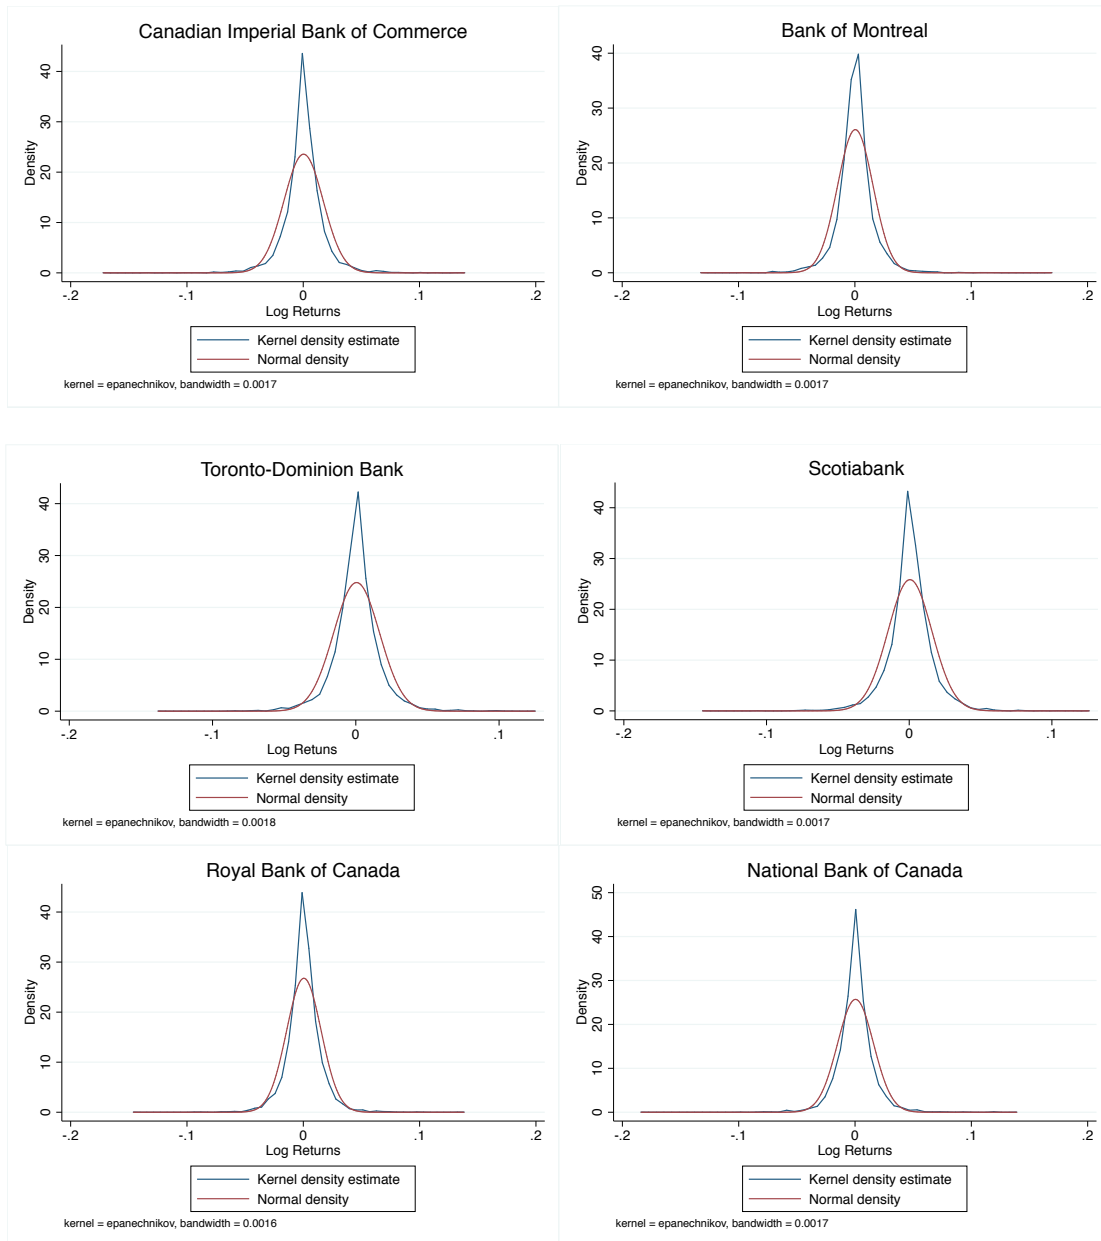 Canadian Imperial Bank of Commerce
Density
40
30
20
10
0
-.2 -.1 0 .1 .2
Log Returns
Kernel density estimate
Normal density
kernel = epanechnikov, bandwidth = 0.0017
Bank of Montreal
Density
40
30
20
10
0
-.2 -.1 0 .1 .2
Log Returns
Kernel density estimate
Normal density
kernel = epanechnikov, bandwidth = 0.0017
Toronto-Dominion Bank
Density
40
30
20
10
0
-.2 -.1 0 .1
Log Retuns
Kernel density estimate
Normal density
kernel = epanechnikov, bandwidth = 0.0018
Scotiabank
Density
40
30
20
10
0
-.2 -.1 0 .1
Log Returns
Kernel density estimate
Normal density
kernel = epanechnikov, bandwidth = 0.0017
Royal Bank of Canada
Density
40
30
20
10
0
-.2 -.1 0 .1 .2
Log Returns
Kernel density estimate
Normal density
kernel = epanechnikov, bandwidth = 0.0016
National Bank of Canada
Density
50
40
30
20
10
0
-.2 -.1 0 .1 .2
Log Returns
Kernel density estimate
Normal density
kernel = epanechnikov, bandwidth = 0.0017